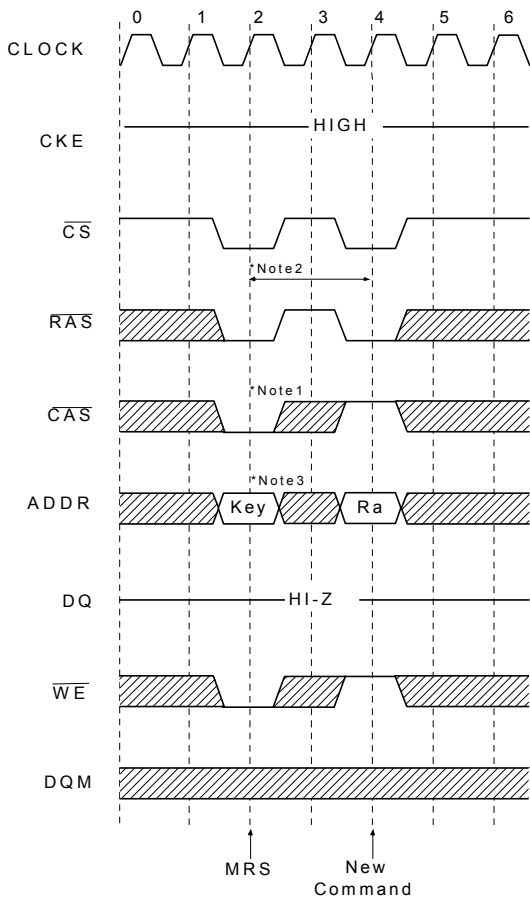 0 1 2 3 4 5 6
CLOCK
HIGH
CKE
CS
*Note2
RAS
*Note1
CAS
*Note3
ADDR
Key
Ra
DQ
HI-Z
WE
DQM
MRS
New
Command